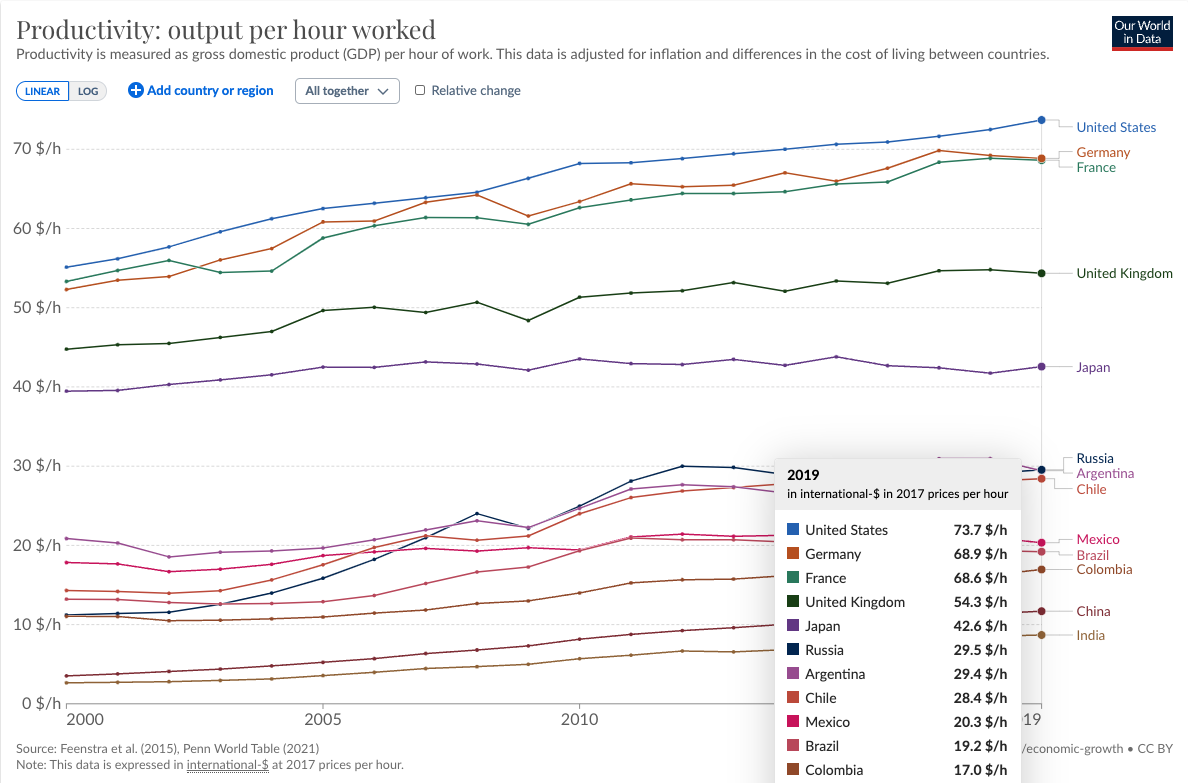 Productivity: output per hour worked
Productivity is measured as gross domestic product (GDP) per hour of work. This data is adjusted for inflation and differences in the cost of living between countries.
Our World
in Data
LINEAR LOG Add country or region All together Relative change
United States
70 $/h
Germany
France
60 $/h
United Kingdom
50 $/h
Japan
40 $/h
30 $/h
Russia
Argentina
Chile
20 $/h
Mexico
Brazil
Colombia
10 $/h
China
India
0 $/h
2000 2005 2010 19
2019
in international-$ in 2017 prices per hour
United States 73.7 $/h
Germany 68.9 $/h
France 68.6 $/h
United Kingdom 54.3 $/h
Japan 42.6 $/h
Russia 29.5 $/h
Argentina 29.4 $/h
Chile 28.4 $/h
Mexico 20.3 $/h
Brazil 19.2 $/h
Colombia 17.0 $/h
Source: Feenstra et al. (2015), Penn World Table (2021)
/economic-growth • CC BY
Note: This data is expressed in international-$ at 2017 prices per hour.